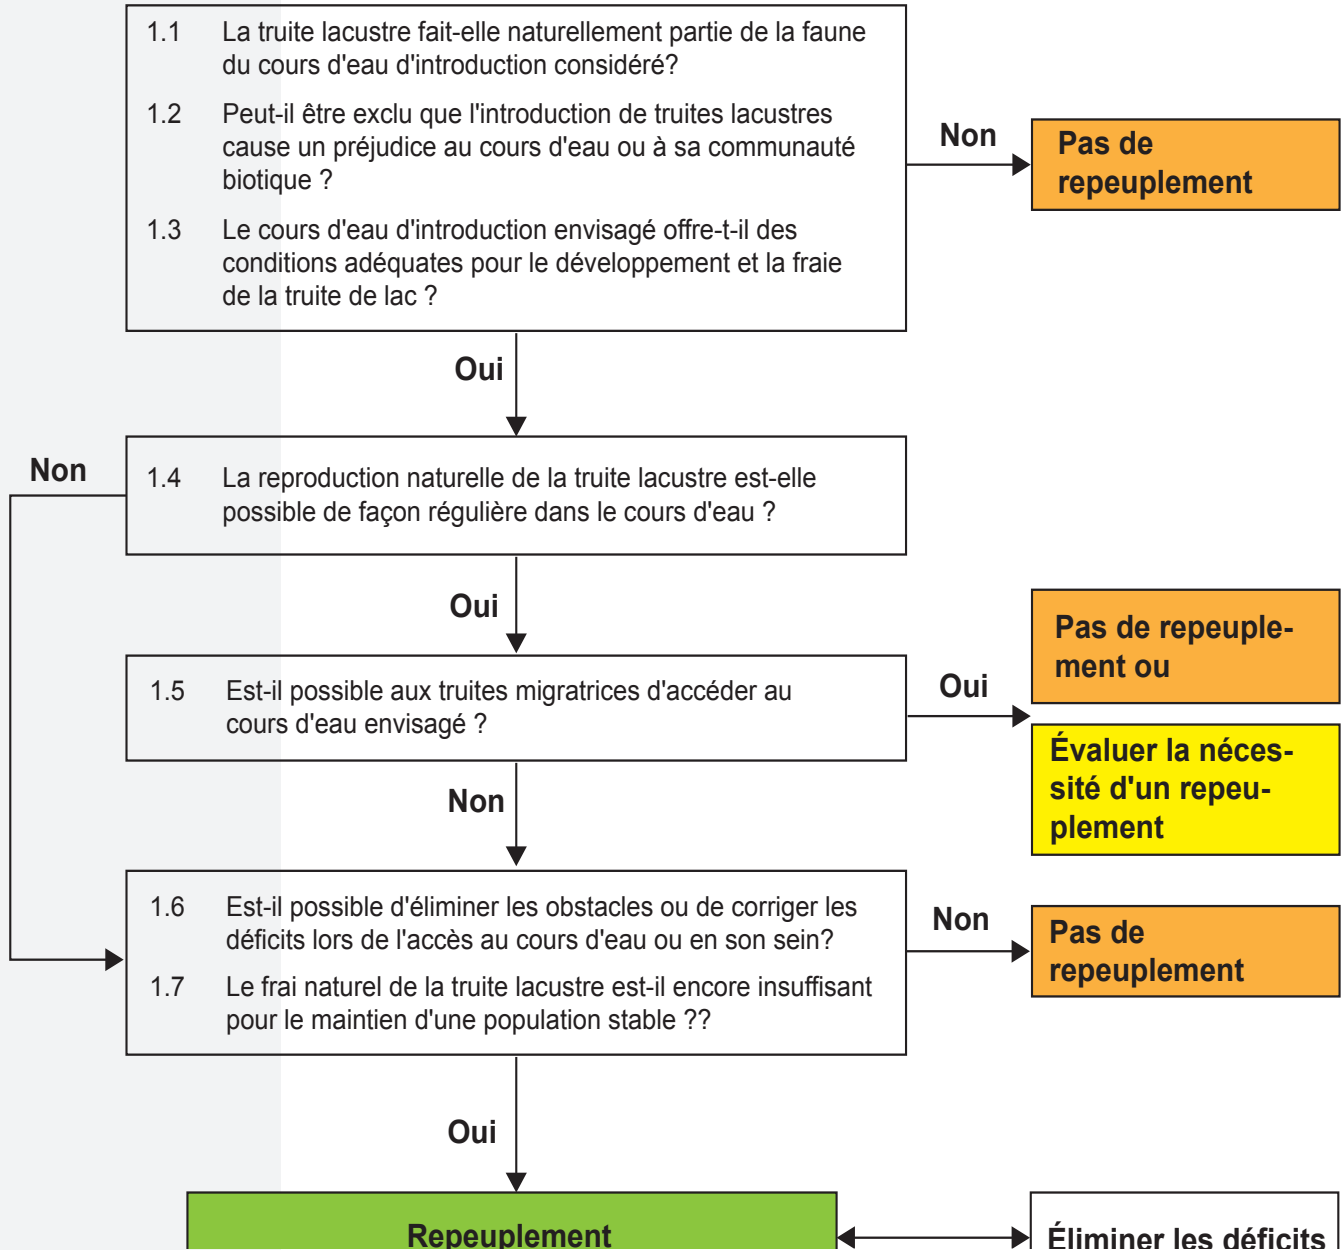 1.1 La truite lacustre fait-elle naturellement partie de la faune
du cours d'eau d'introduction considéré?
1.2 Peut-il être exclu que l'introduction de truites lacustres
cause un préjudice au cours d'eau ou à sa communauté
biotique ?
1.3 Le cours d'eau d'introduction envisagé offre-t-il des
conditions adéquates pour le développement et la fraie
de la truite de lac ?
Non
Pas de
repeuplement
Oui
Non
1.4 La reproduction naturelle de la truite lacustre est-elle
possible de façon régulière dans le cours d'eau ?
Oui
1.5 Est-il possible aux truites migratrices d'accéder au
cours d'eau envisagé ?
Oui
Pas de repeuple-
ment ou
Évaluer la néces-
sité d'un repeu-
plement
Non
1.6 Est-il possible d'éliminer les obstacles ou de corriger les
déficits lors de l'accès au cours d'eau ou en son sein?
1.7 Le frai naturel de la truite lacustre est-il encore insuffisant
pour le maintien d'une population stable ??
Non
Pas de
repeuplement
Oui
Repeuplement
Éliminer les déficits